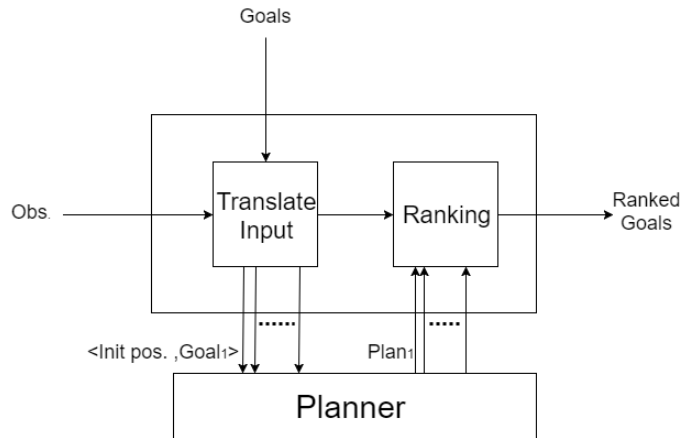 Goals
Obs.
Translate
Input
Ranking
Ranked
Goals
......
......
<Init pos. ,Goal₁>
Plan₁
Planner